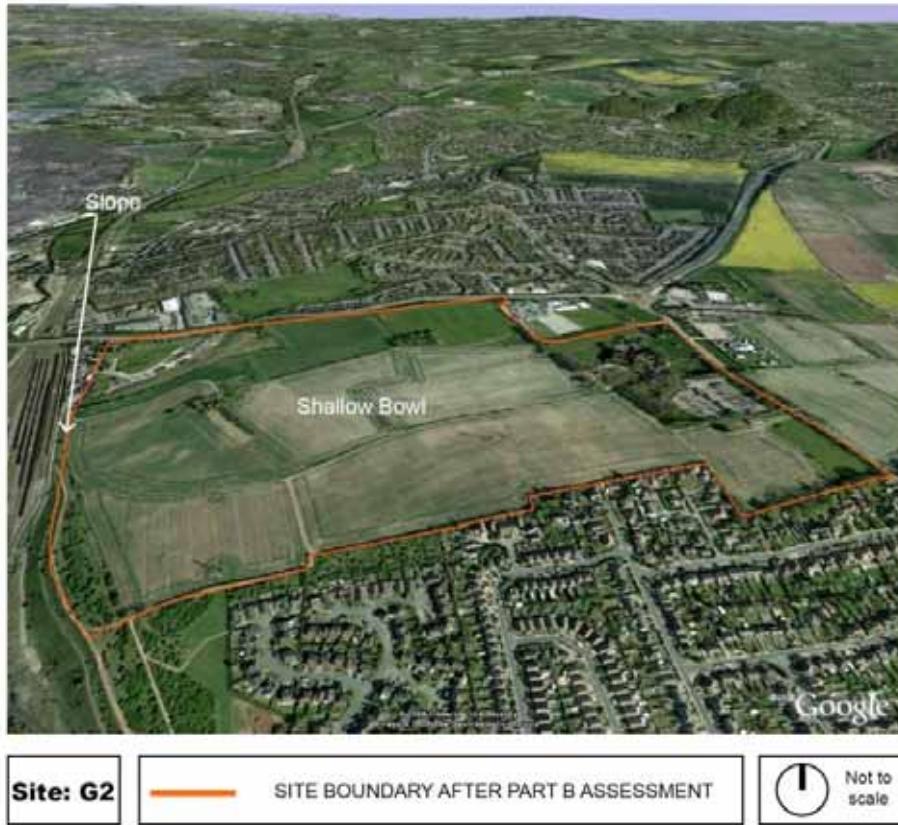 Slope
Shallow Bowl
Google
Site: G2
SITE BOUNDARY AFTER PART B ASSESSMENT
Not to
scale